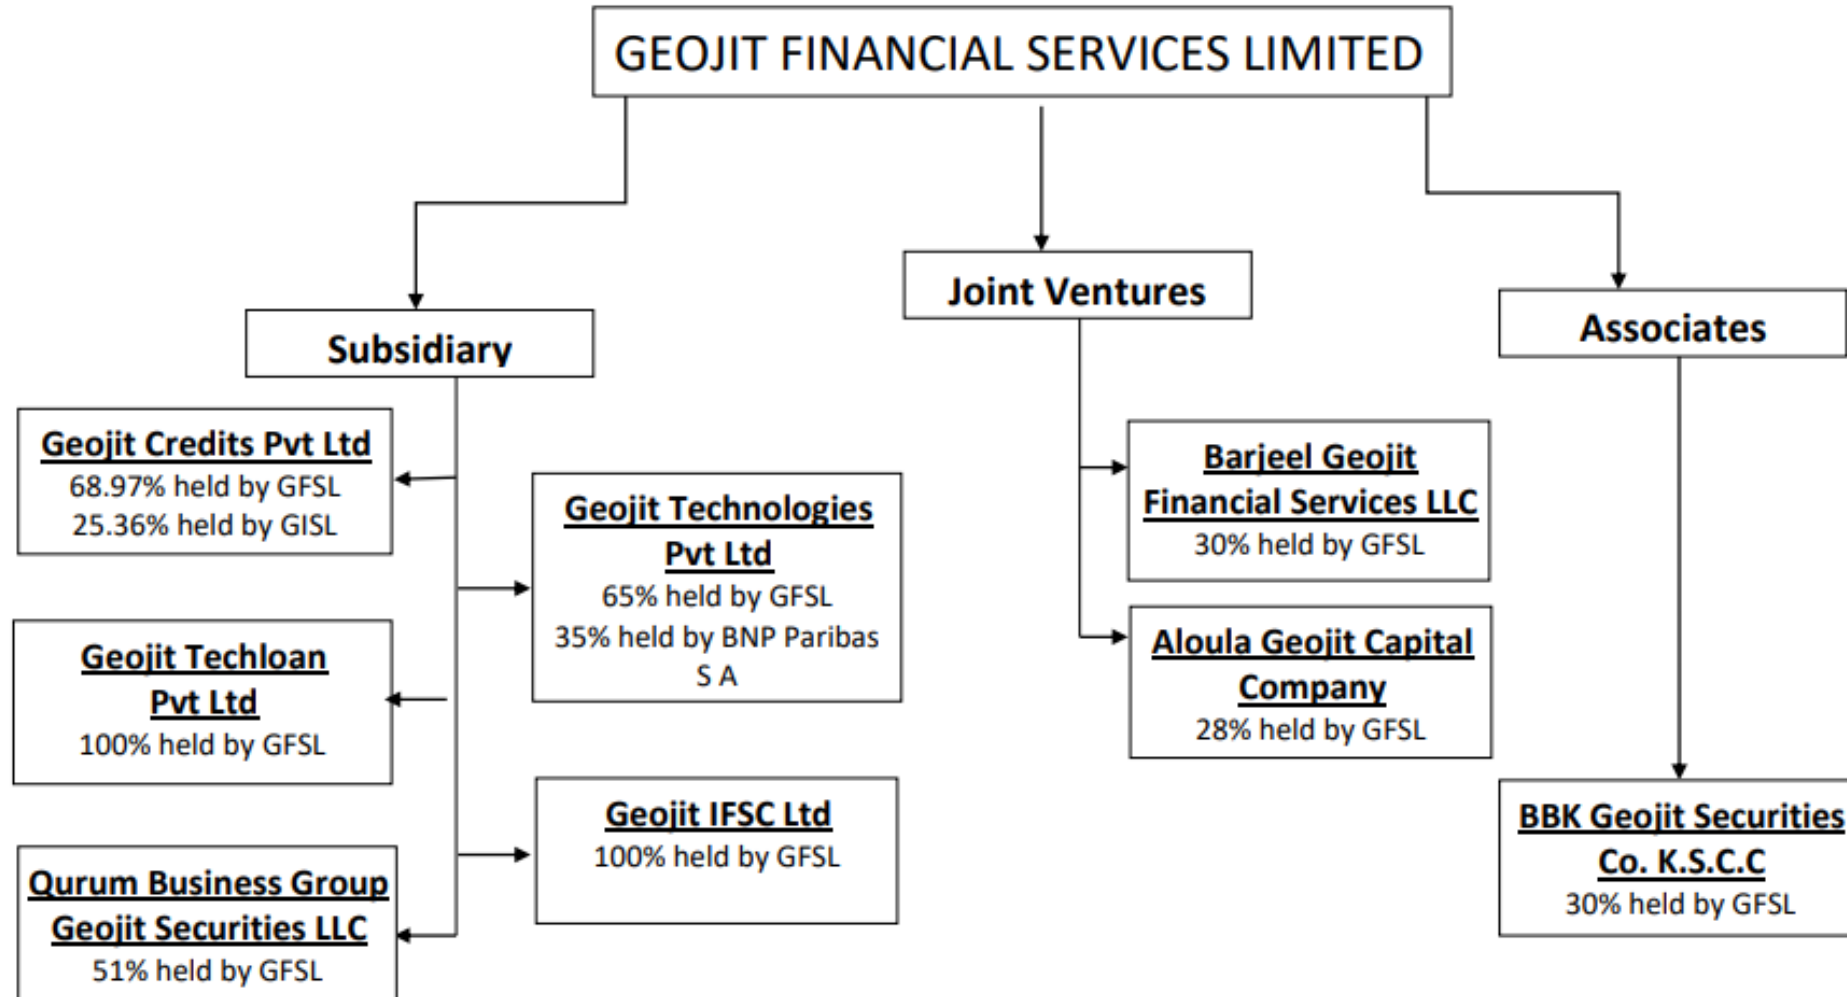 GEOJIT FINANCIAL SERVICES LIMITED
Subsidiary
Geojit Credits Pvt Ltd
68.97% held by GFSL
25.36% held by GISL
Geojit Technologies
Pvt Ltd
65% held by GFSL
35% held by BNP Paribas
S A
Geojit Techloan
Pvt Ltd
100% held by GFSL
Geojit IFSC Ltd
100% held by GFSL
Qurum Business Group
Geojit Securities LLC
51% held by GFSL
Joint Ventures
Barjeel Geojit
Financial Services LLC
30% held by GFSL
Aloula Geojit Capital
Company
28% held by GFSL
Associates
BBK Geojit Securities
Co. K.S.C.C
30% held by GFSL